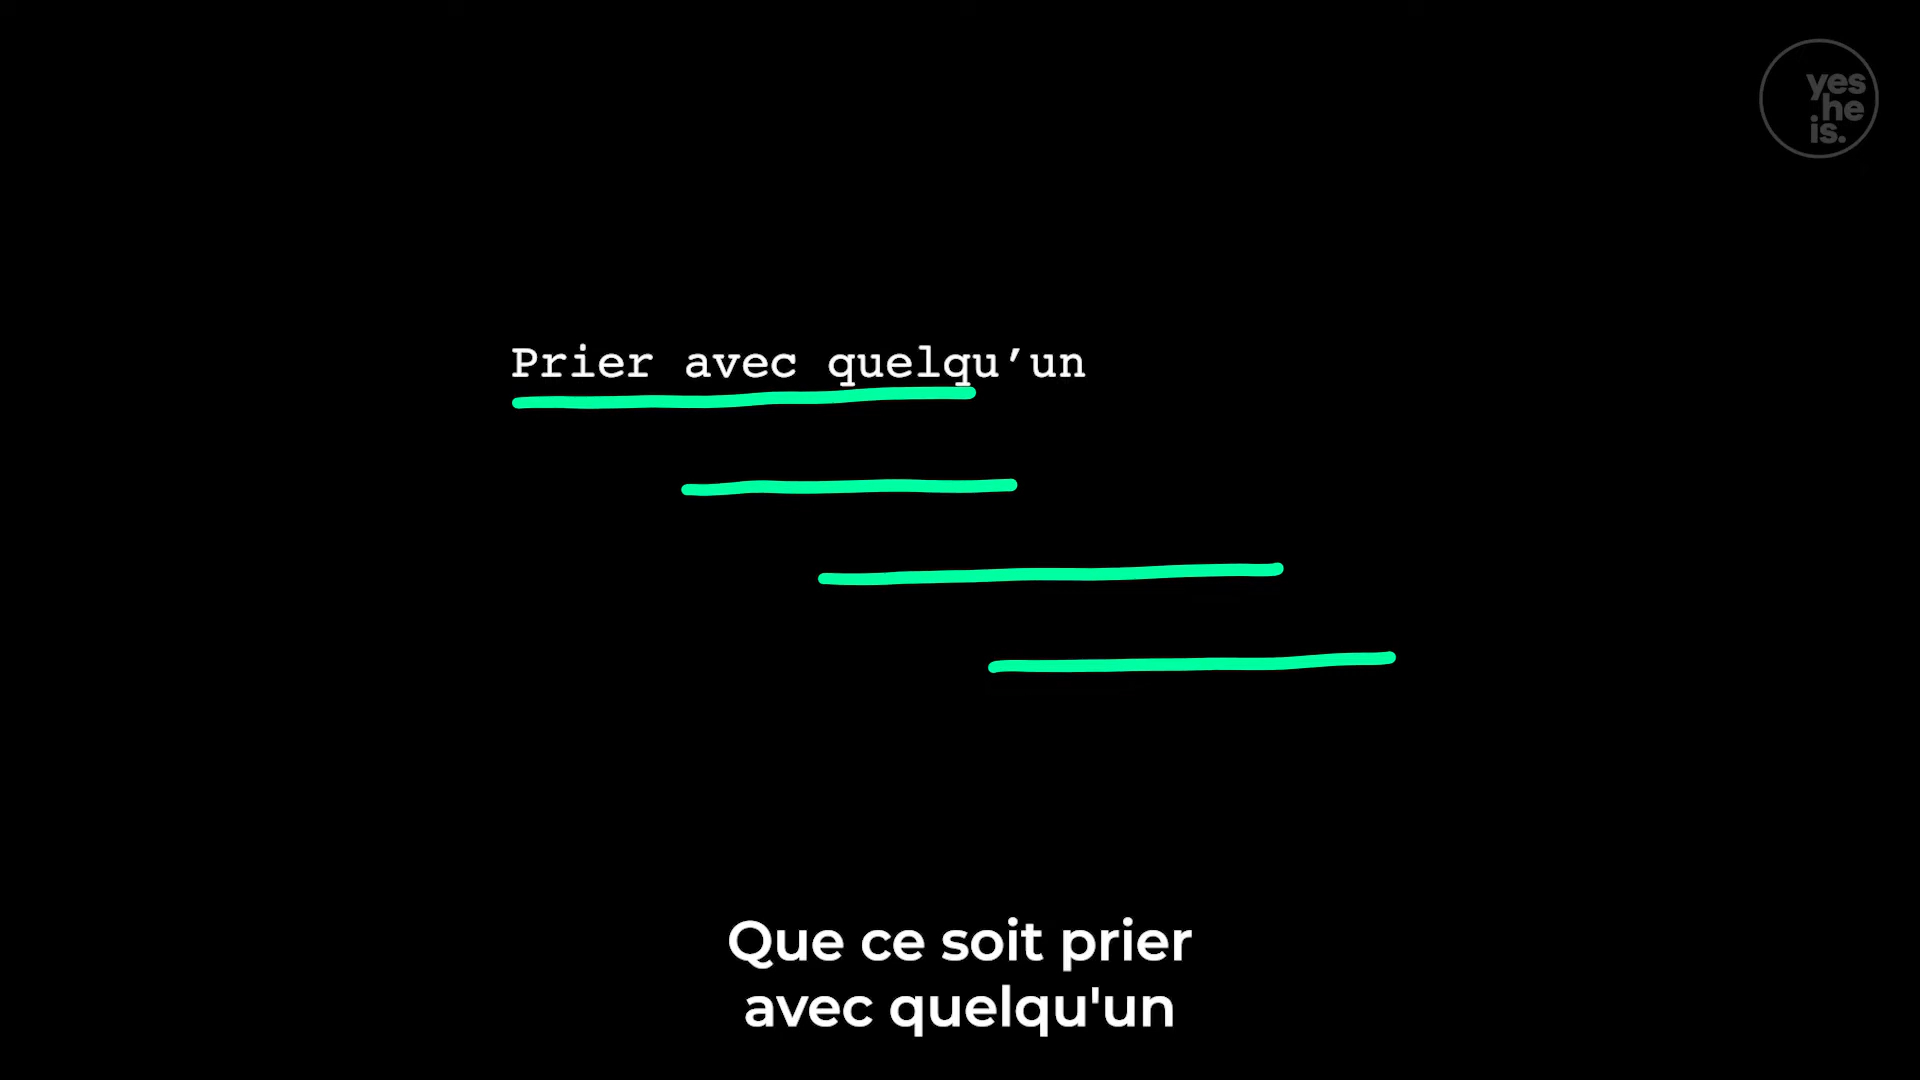 yes
he
is.
Prier avec quelqu’un
Que ce soit prier
avec quelqu'un